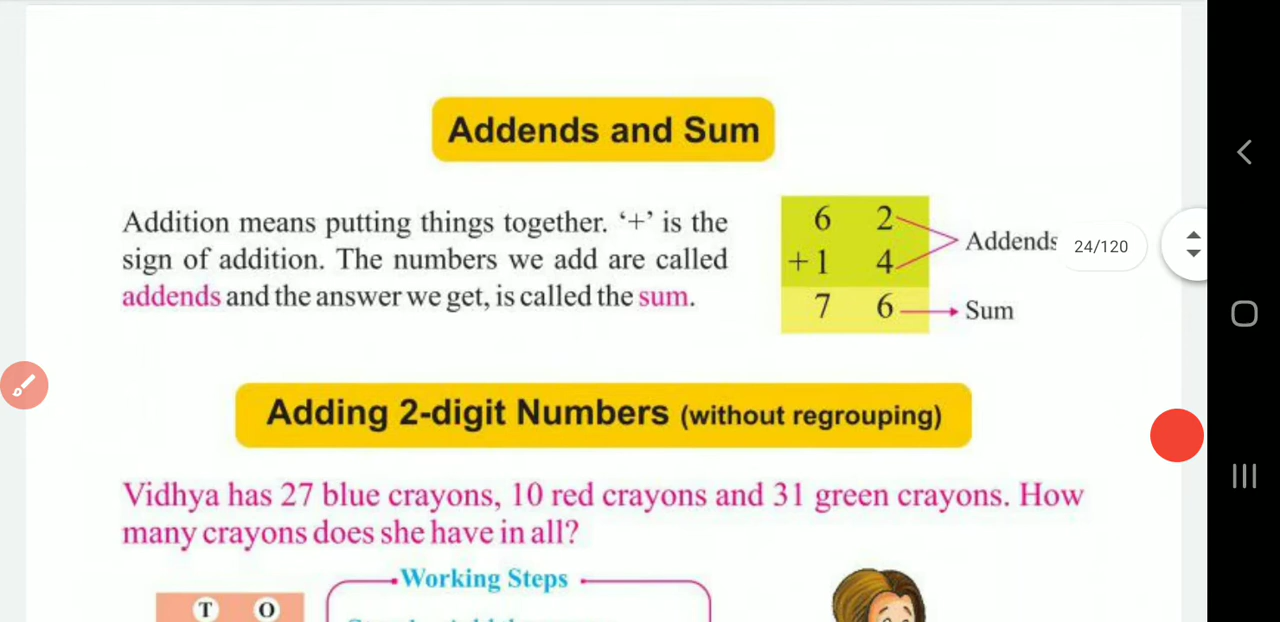 Addends and Sum
Addition means putting things together. ‘+’ is the
sign of addition. The numbers we add are called
addends and the answer we get, is called the sum.
6 2
+1 4
7 6
Addends
Sum
24/120
Adding 2-digit Numbers (without regrouping)
Vidhya has 27 blue crayons, 10 red crayons and 31 green crayons. How
many crayons does she have in all?
Working Steps
T O